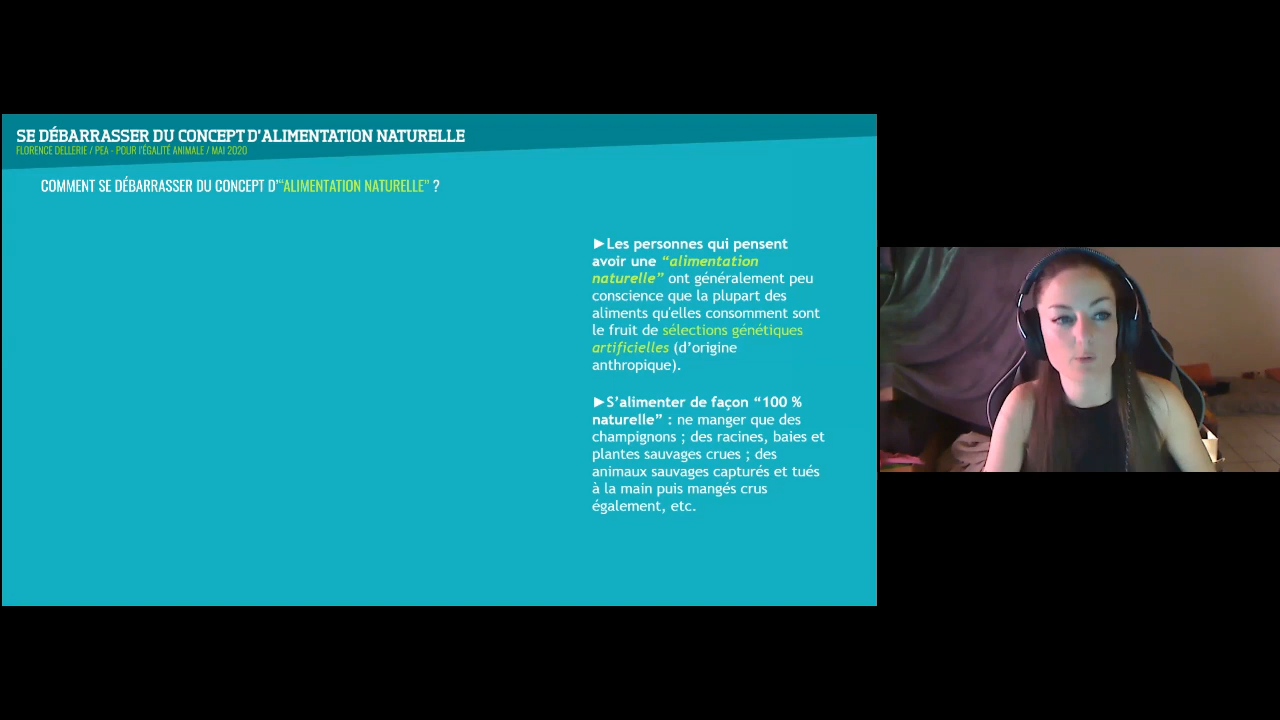 SE DÉBARRASSER DU CONCEPT D'ALIMENTATION NATURELLE
FLORENCE DELLERIE / PEA - POUR l'ÉGALITÉ ANIMALE / MAI 2020
COMMENT SE DÉBARRASSER DU CONCEPT D'"ALIMENTATION NATURELLE" ?
►Les personnes qui pensent
avoir une “alimentation
naturelle” ont généralement peu
conscience que la plupart des
aliments qu'elles consomment sont
le fruit de sélections génétiques
artificielles (d’origine
anthropique).
►S’alimenter de façon “100 %
naturelle” : ne manger que des
champignons ; des racines, baies et
plantes sauvages crues ; des
animaux sauvages capturés et tués
à la main puis mangés crus
également, etc.